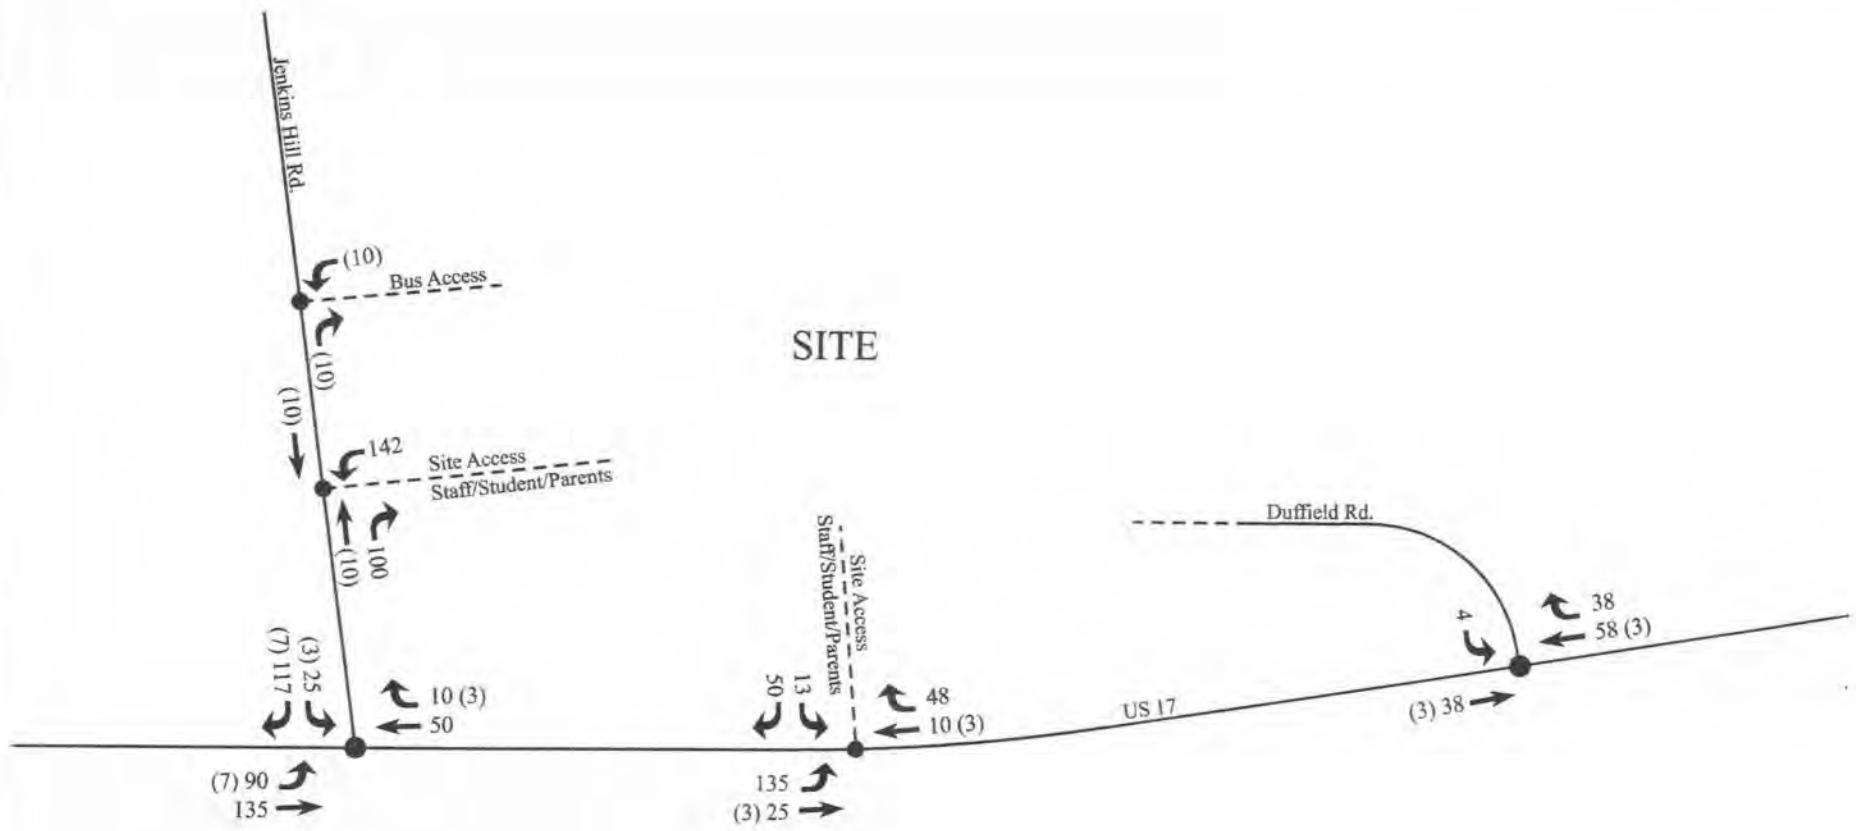 Jenkins Hill Rd.
(10)
Bus Access
(10)
SITE
(10)
142
Site Access
Staff/Student/Parents
(10)
100
Site Access
Staff/Student/Parents
Duffield Rd.
4
38
58 (3)
(3) 38
US 17
(7) 117
(3) 25
10 (3)
50
50
13
48
10 (3)
(7) 90
135
135
(3) 25